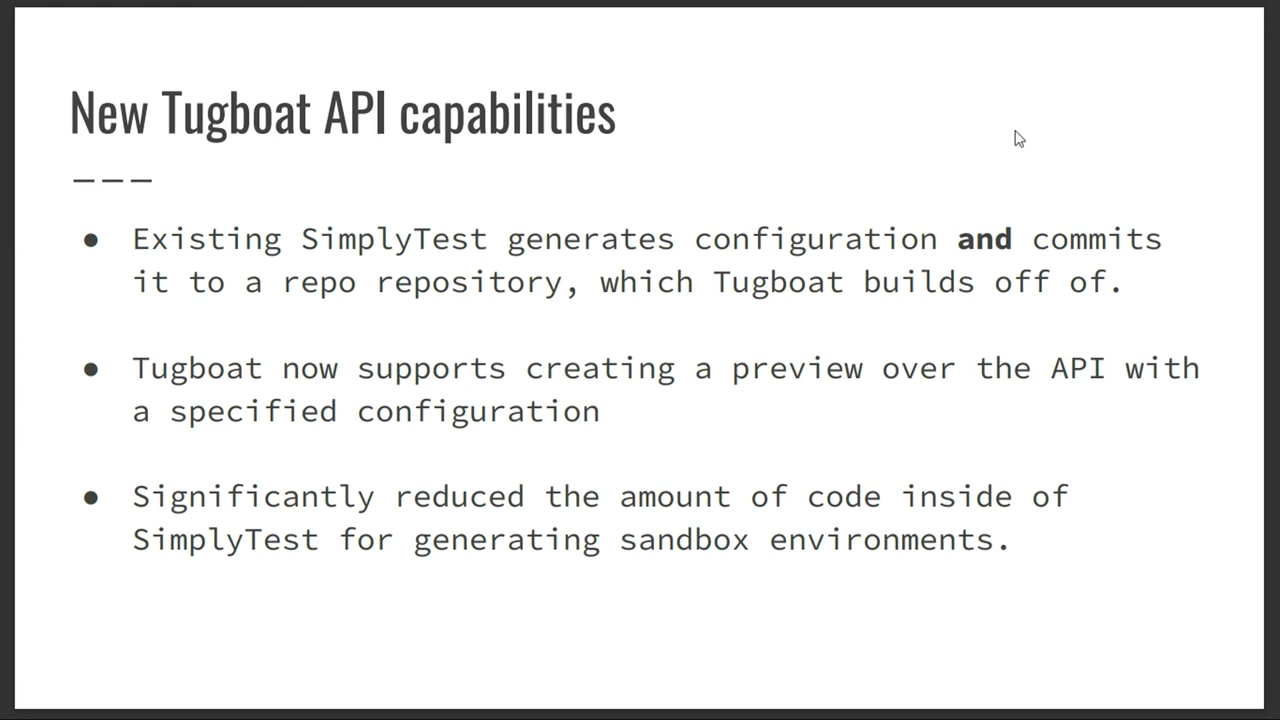 New Tugboat API capabilities
● Existing SimplyTest generates configuration and commits
it to a repo repository, which Tugboat builds off of.
● Tugboat now supports creating a preview over the API with
a specified configuration
● Significantly reduced the amount of code inside of
SimplyTest for generating sandbox environments.